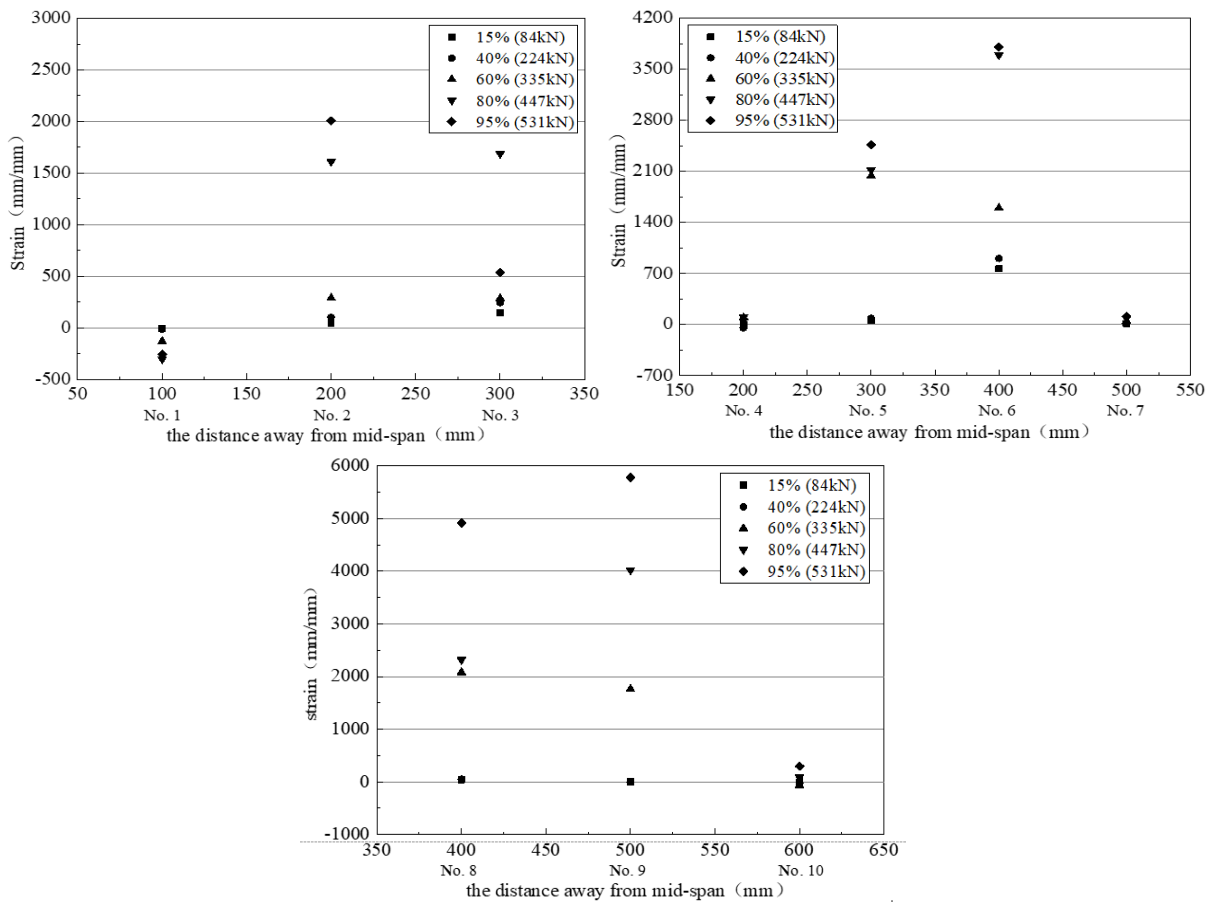 3000
2500
2000
1500
1000
500
0
-500
Strain（mm/mm）
15% (84kN)
40% (224kN)
60% (335kN)
80% (447kN)
95% (531kN)
50 100 150 200 250 300 350
No. 1 No. 2 No. 3
the distance away from mid-span（mm）
4200
3500
2800
2100
1400
700
0
-700
Strain（mm/mm）
15% (84kN)
40% (224kN)
60% (335kN)
80% (447kN)
95% (531kN)
150 200 250 300 350 400 450 500 550
No. 4 No. 5 No. 6 No. 7
the distance away from mid-span（mm）
6000
5000
4000
3000
2000
1000
0
-1000
strain（mm/mm）
15% (84kN)
40% (224kN)
60% (335kN)
80% (447kN)
95% (531kN)
350 400 450 500 550 600 650
No. 8 No. 9 No. 10
the distance away from mid-span（mm）